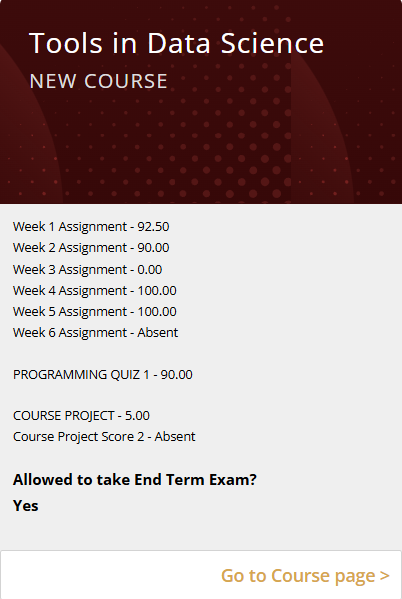 Tools in Data Science
NEW COURSE
Week 1 Assignment - 92.50
Week 2 Assignment - 90.00
Week 3 Assignment - 0.00
Week 4 Assignment - 100.00
Week 5 Assignment - 100.00
Week 6 Assignment - Absent
PROGRAMMING QUIZ 1 - 90.00
COURSE PROJECT - 5.00
Course Project Score 2 - Absent
Allowed to take End Term Exam?
Yes
Go to Course page >